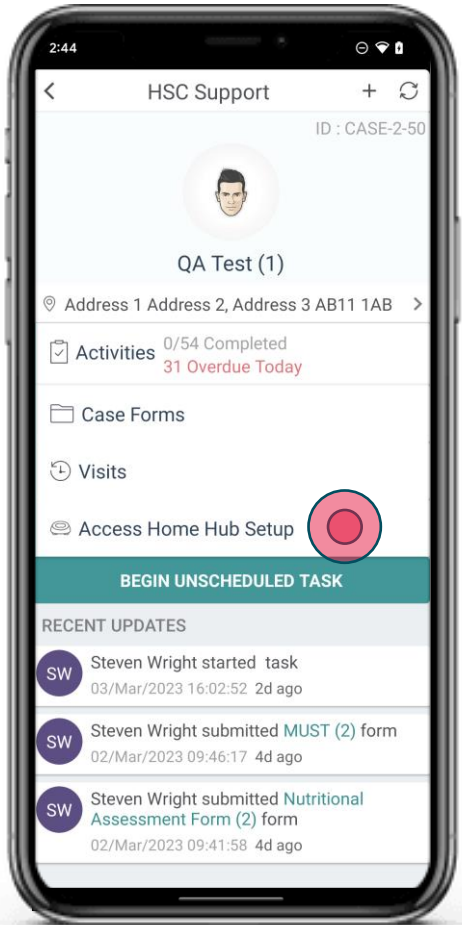 2:44
HSC Support
ID : CASE-2-50
QA Test (1)
Address 1 Address 2, Address 3 AB11 1AB
Activities 0/54 Completed
31 Overdue Today
Case Forms
Visits
Access Home Hub Setup
BEGIN UNSCHEDULED TASK
RECENT UPDATES
SW Steven Wright started task
03/Mar/2023 16:02:52 2d ago
SW Steven Wright submitted MUST (2) form
02/Mar/2023 09:46:17 4d ago
SW Steven Wright submitted Nutritional
Assessment Form (2) form
02/Mar/2023 09:41:58 4d ago